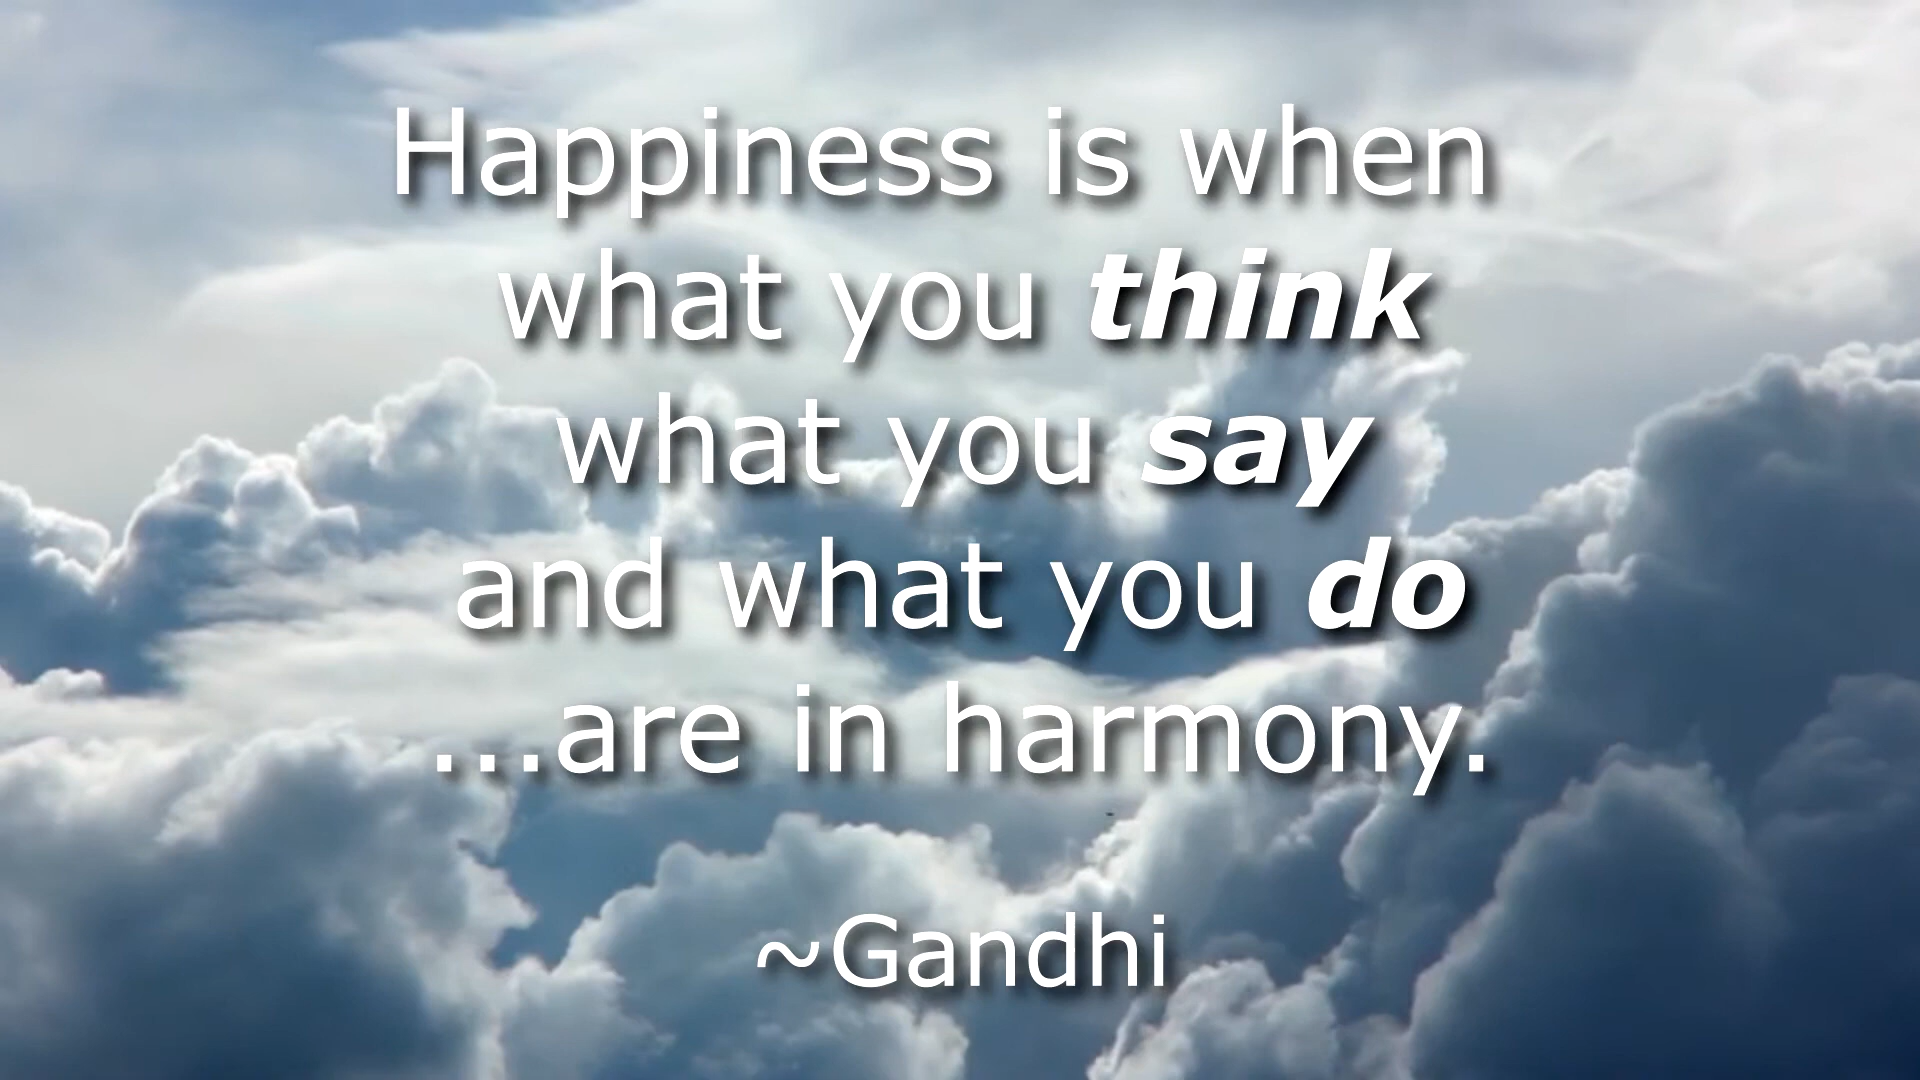 Happiness is when
what you think
what you say
and what you do
...are in harmony.
~Gandhi